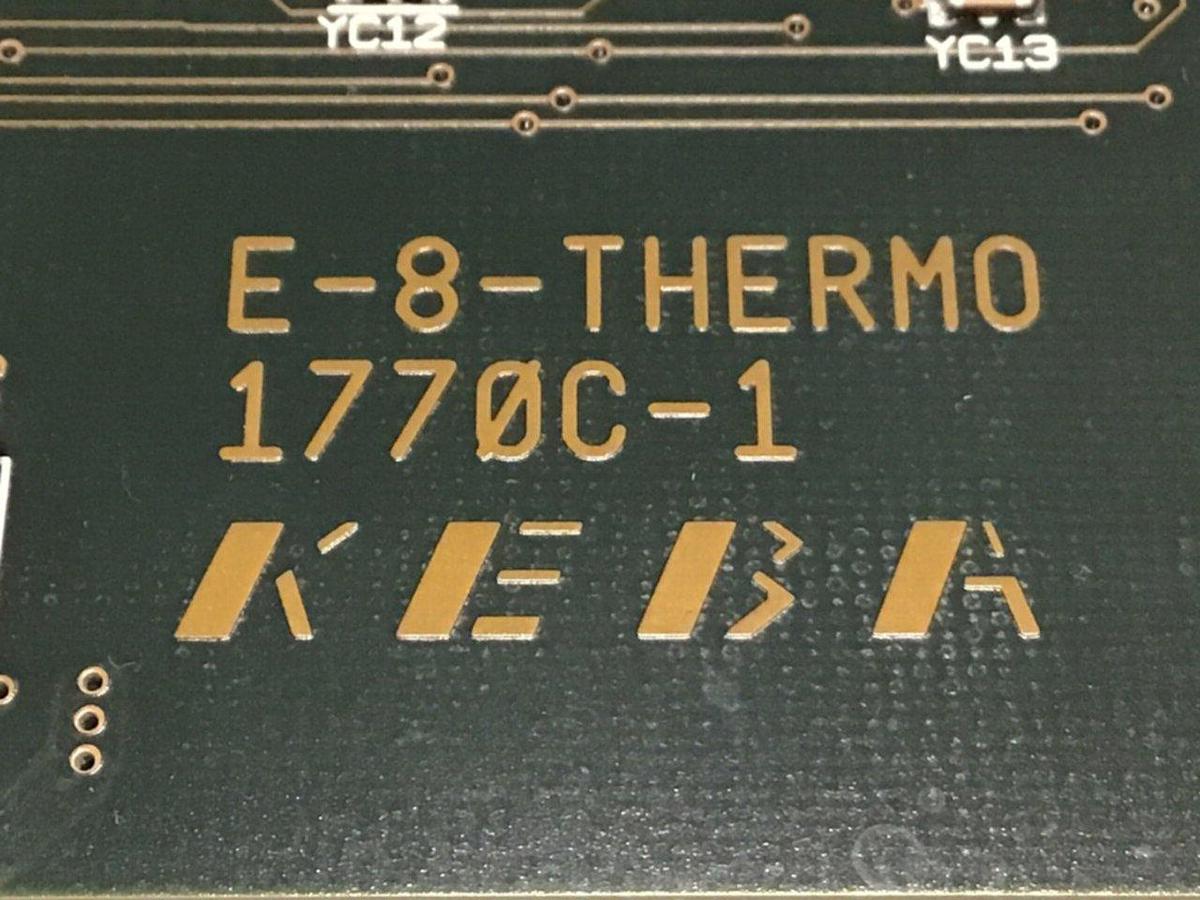 YC12
YC13
E-8-THERMO
1770C-1
KEBA